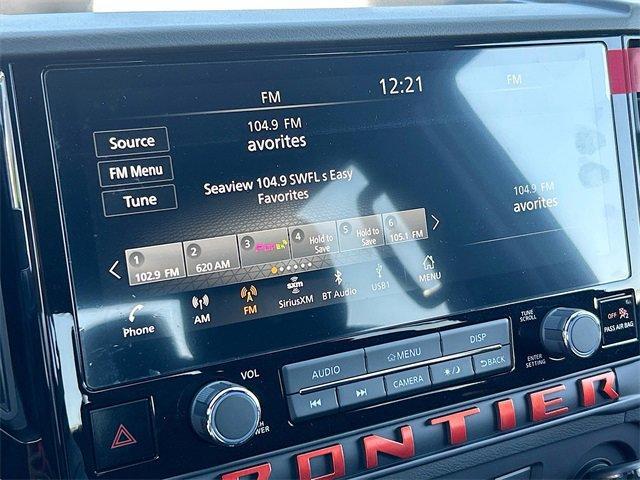 FM 12:21 FM
104.9 FM
avorites
Source
FM Menu
Tune
Seaview 104.9 SWFL s Easy
Favorites
104.9 FM
avorites
1 102.9 FM
2 620 AM
3
4 Hold to Save
5 Hold to Save
6 105.1 FM
Phone
AM
FM
sxm
SiriusXM
BT Audio
USB1
MENU
VOL
AUDIO
MENU
DISP
CAMERA
BACK
TUNE
SCROLL
ENTER
SETTING
OFF
PASS AIR BAG
RONTIER